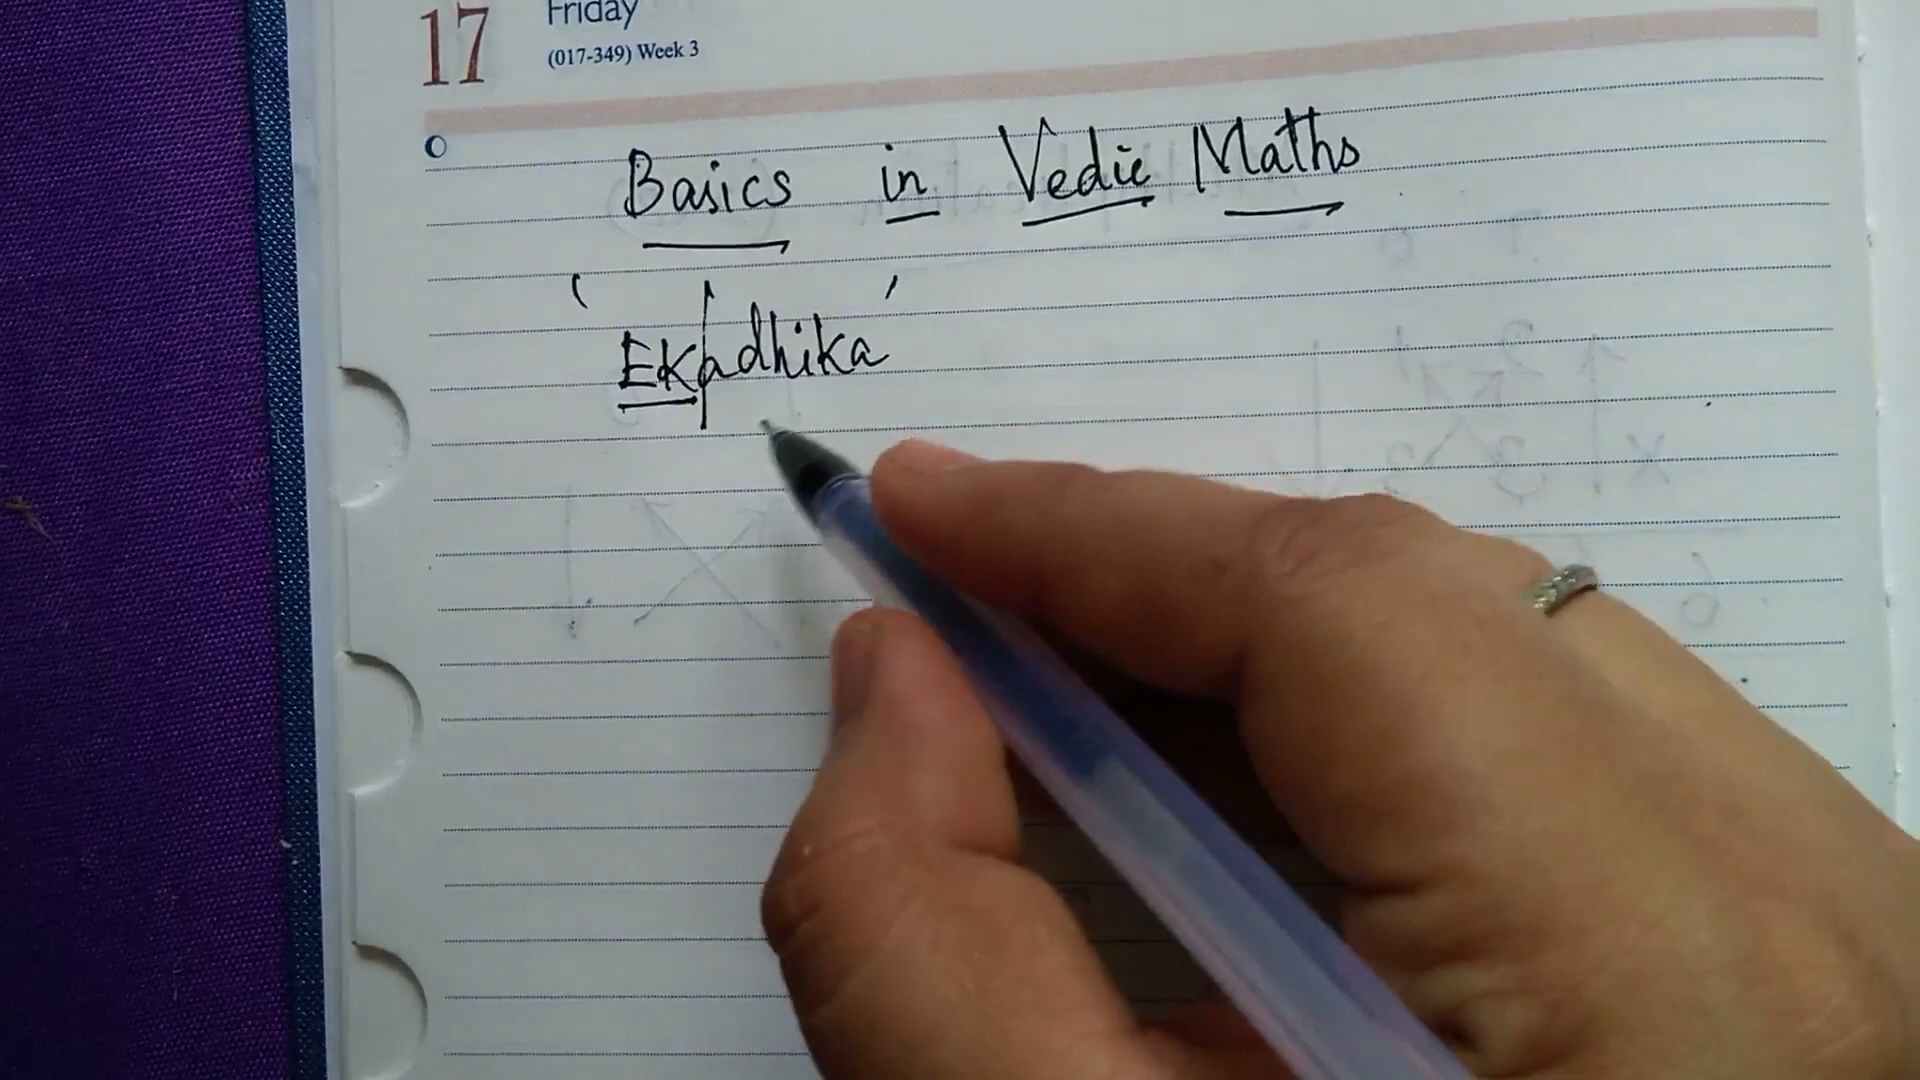 17 Friday
(017-349) Week 3
Basics in Vedic Maths
' Ekadhika '